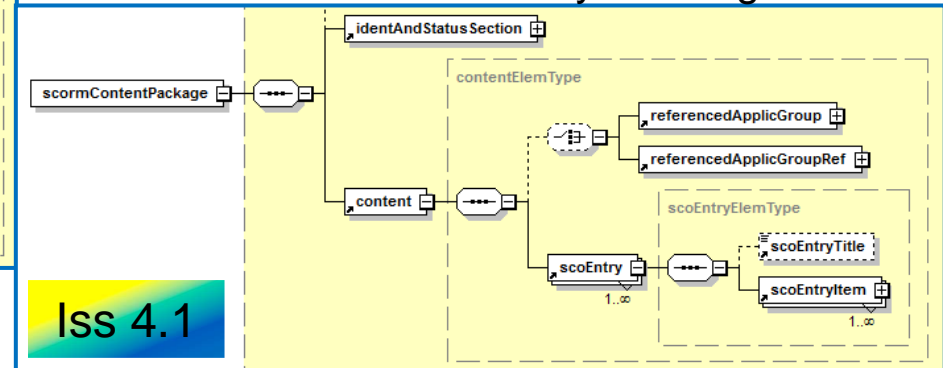 identAndStatusSection
contentElemType
scormContentPackage
referencedApplicGroup
referencedApplicGroupRef
content
scoEntryElemType
scoEntryTitle
scoEntry
scoEntryItem
1..∞
1..∞
Iss 4.1